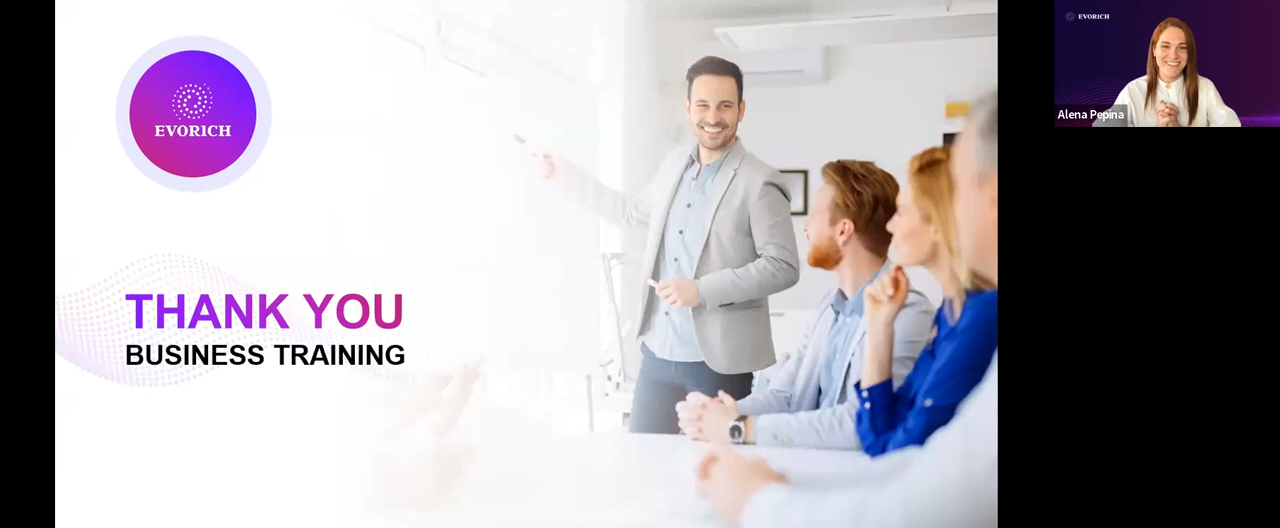 EVORICH
THANK YOU
BUSINESS TRAINING
EVORICH
Alena Pepina